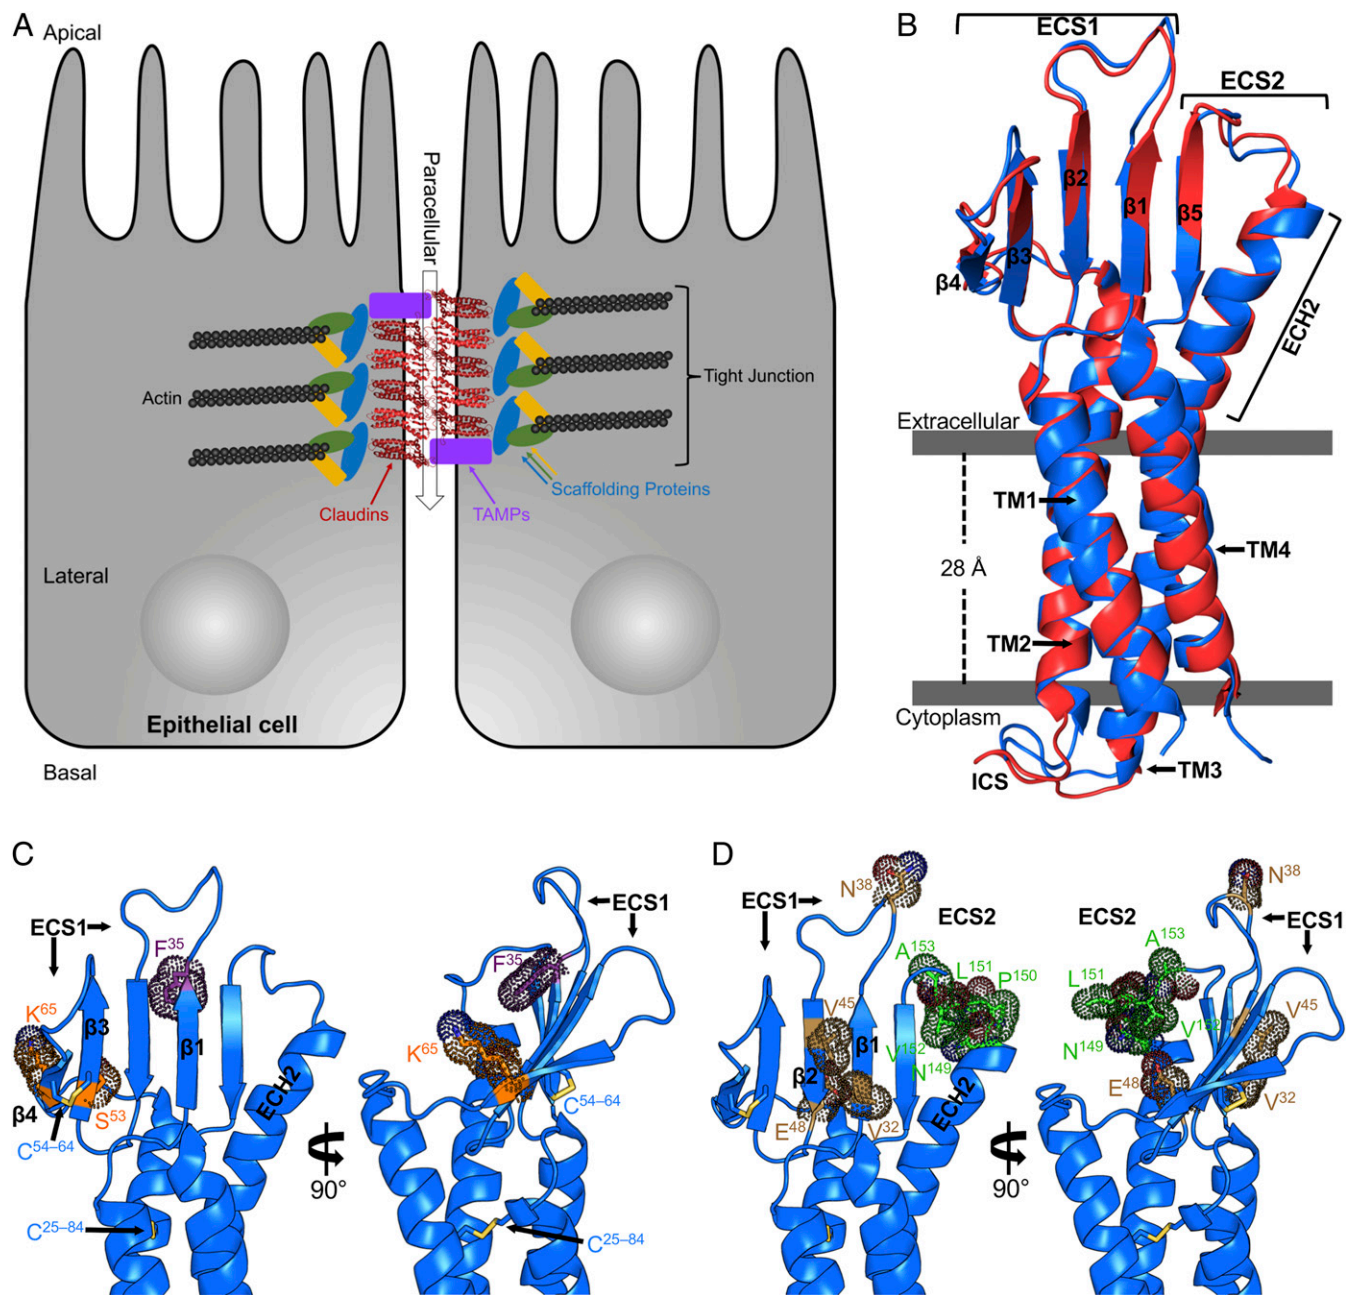 A
Apical
Paracellular
Actin
Tight Junction
Claudins
TAMPs
Scaffolding Proteins
Lateral
Epithelial cell
Basal
B
ECS1
ECS2
β2
β1
β5
β3
β4
ECH2
Extracellular
TM1
28 Å
TM4
TM2
Cytoplasm
ICS
TM3
C
ECS1
F35
K65
β3
β1
β4
S53
C54–64
ECH2
C25–84
90°
ECS1
F35
K65
C54–64
C25–84
D
N38
ECS1
ECS2
A153
L151
P150
V45
β1
V152
N149
β2
E48
V32
ECH2
90°
N38
ECS2
ECS1
A153
L151
V45
V152
N149
E48
V32